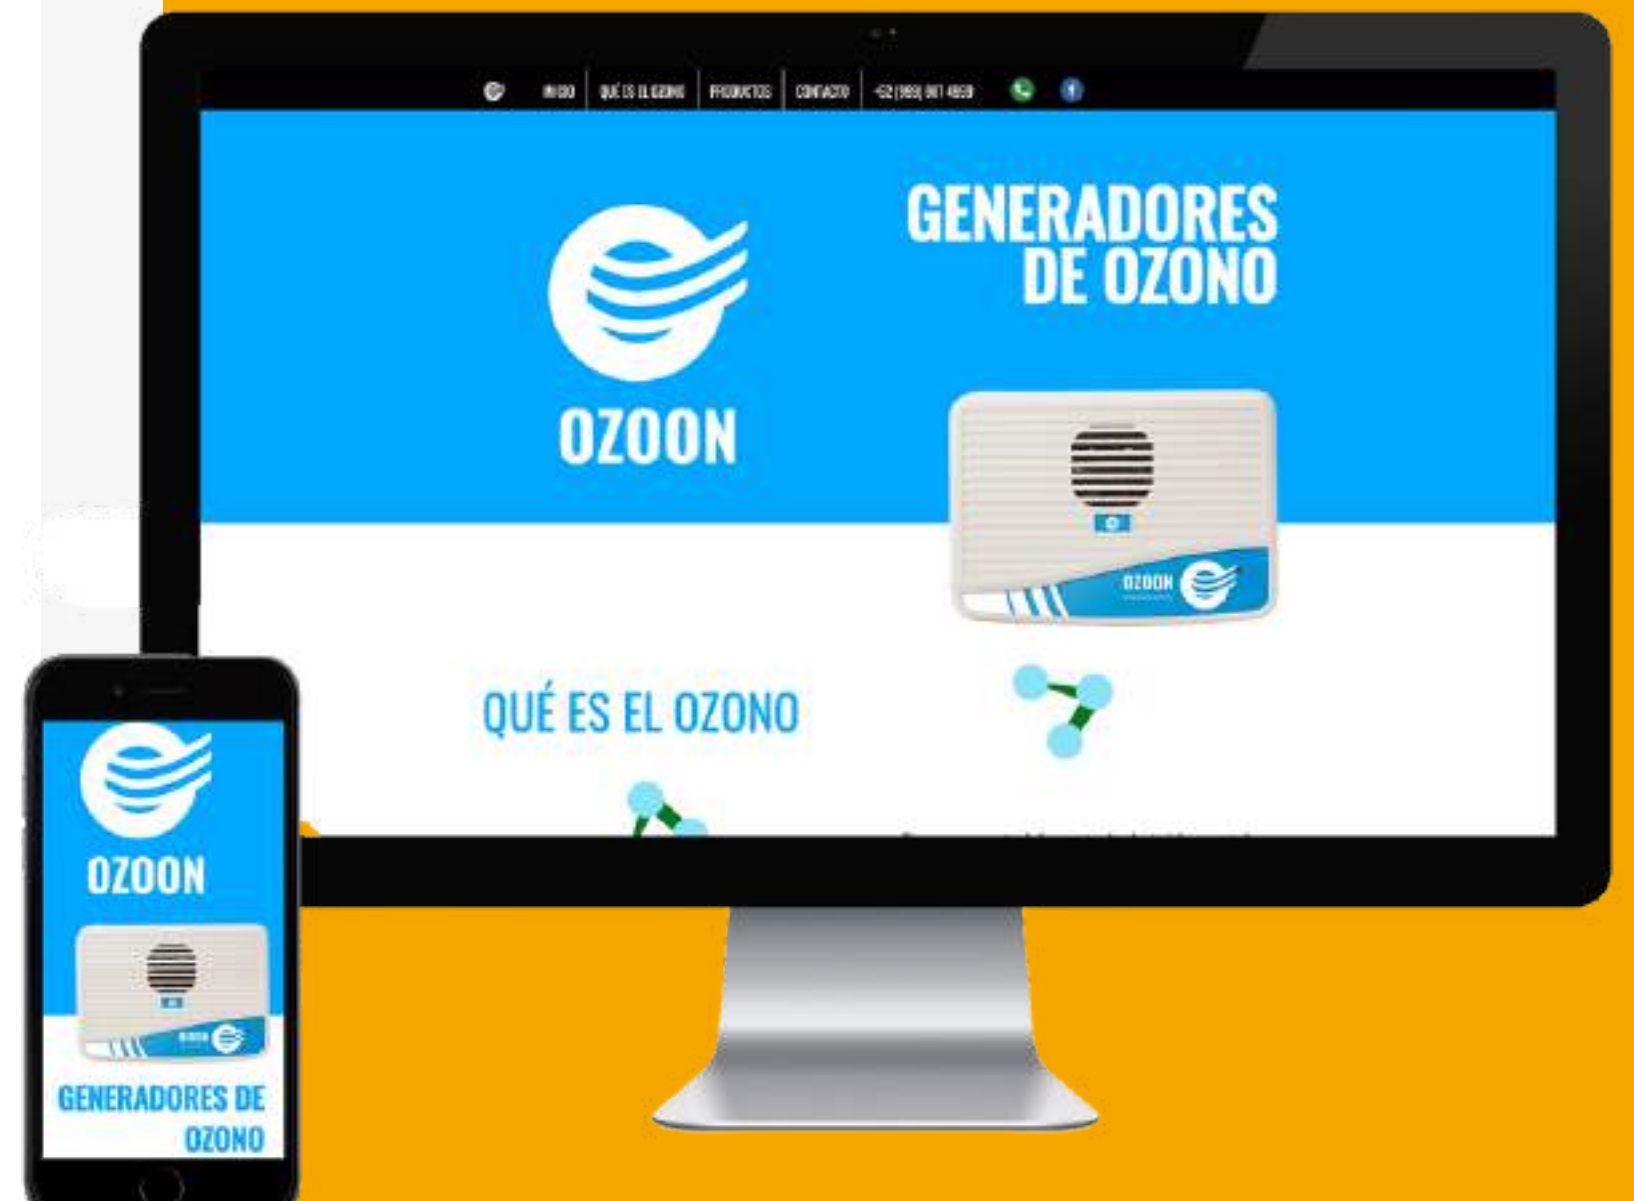 INICIO
QUÉ ES EL OZONO
PRODUCTOS
CONTACTO
GENERADORES
DE OZONO
OZOON
OZOON
QUÉ ES EL OZONO
OZOON
OZOON
GENERADORES DE
OZONO